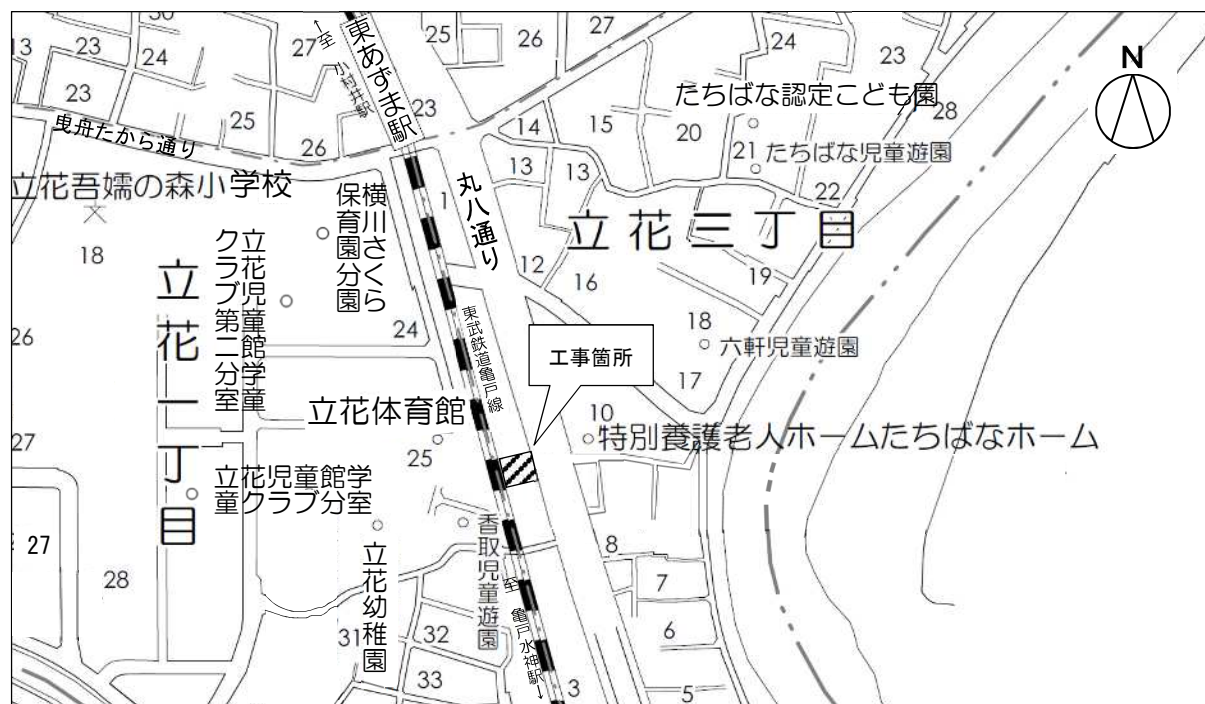 30
13
23
24
27
↑至
小村井駅
東あずま駅
25
26
27
24
23
23
25
26
23
曳舟たから通り
14
15
20
たちばな認定こども園
28
N
13
13
21
たちばな児童遊園
22
立花吾嬬の森小学校
18
横川さくら
保育園分園
1
丸八通り
立花三丁目
12
16
19
立花児童館学童
クラブ第二分室
立花一丁目
26
24
東武鉄道亀戸線
工事箇所
18
六軒児童遊園
17
立花体育館
10
特別養護老人ホームたちばなホーム
27
25
立花児童館学
童クラブ分室
香取児童遊園
27
28
8
7
立花幼稚園
31
32
33
至
亀戸水神駅↓
6
3
5